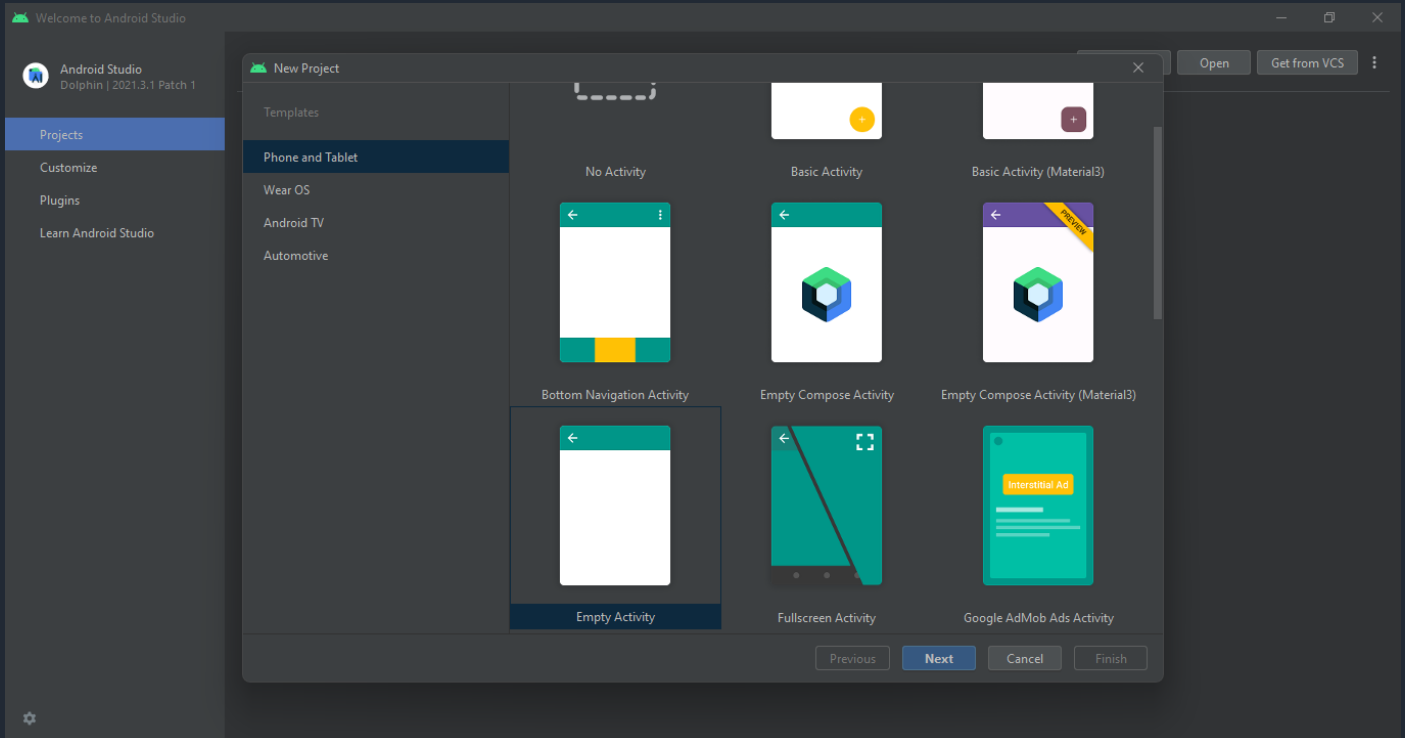 Welcome to Android Studio
Android Studio
Dolphin | 2021.3.1 Patch 1
Projects
Customize
Plugins
Learn Android Studio
Open
Get from VCS
New Project
Templates
Phone and Tablet
Wear OS
Android TV
Automotive
No Activity
Basic Activity
Basic Activity (Material3)
PREVIEW
Bottom Navigation Activity
Empty Compose Activity
Empty Compose Activity (Material3)
Interstitial Ad
Empty Activity
Fullscreen Activity
Google AdMob Ads Activity
Previous
Next
Cancel
Finish